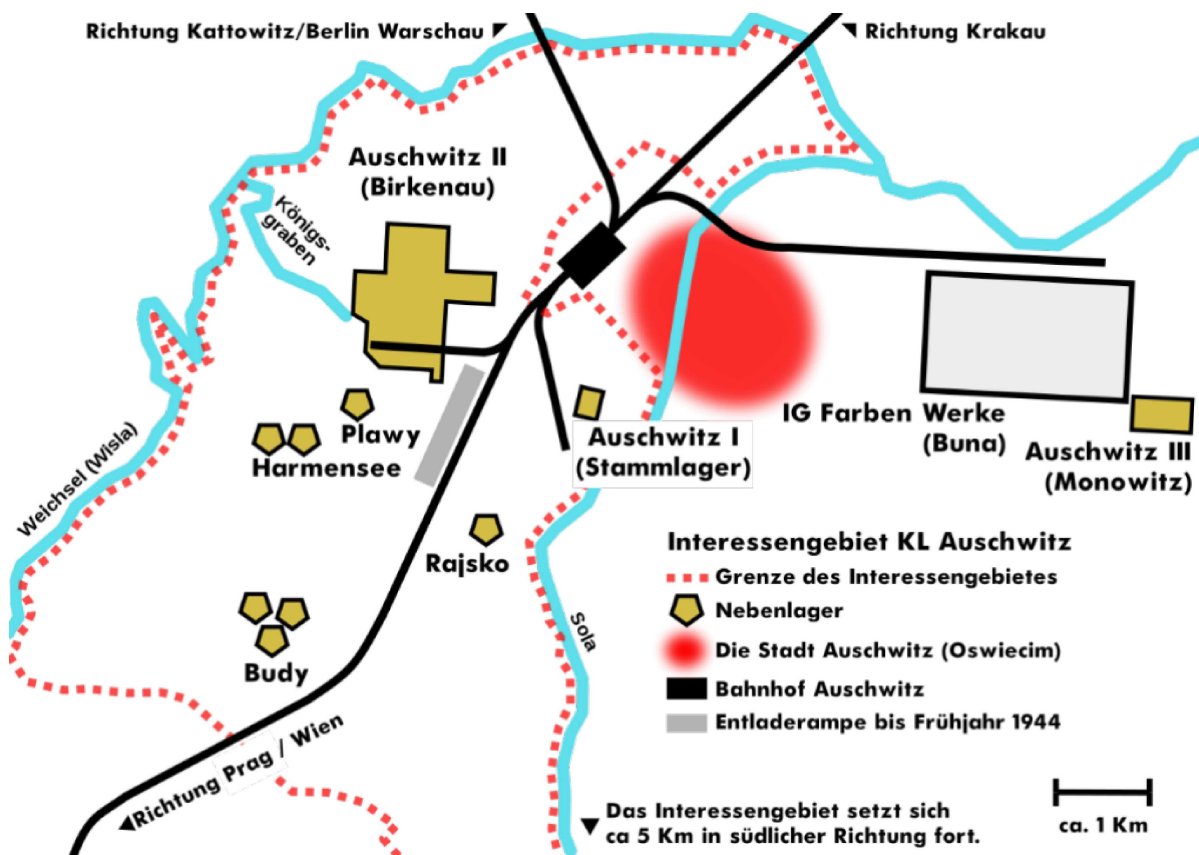 Richtung Kattowitz/Berlin Warschau
Richtung Krakau
Auschwitz II
(Birkenau)
Königs-
graben
Plawy
Harmensee
Auschwitz I
(Stammlager)
IG Farben Werke
(Buna)
Auschwitz III
(Monowitz)
Weichsel (Wisla)
Rajsko
Budy
Sola
Richtung Prag / Wien
Interessengebiet KL Auschwitz
Grenze des Interessengebietes
Nebenlager
Die Stadt Auschwitz (Oswiecim)
Bahnhof Auschwitz
Entladerampe bis Frühjahr 1944
Das Interessengebiet setzt sich
ca 5 Km in südlicher Richtung fort.
ca. 1 Km